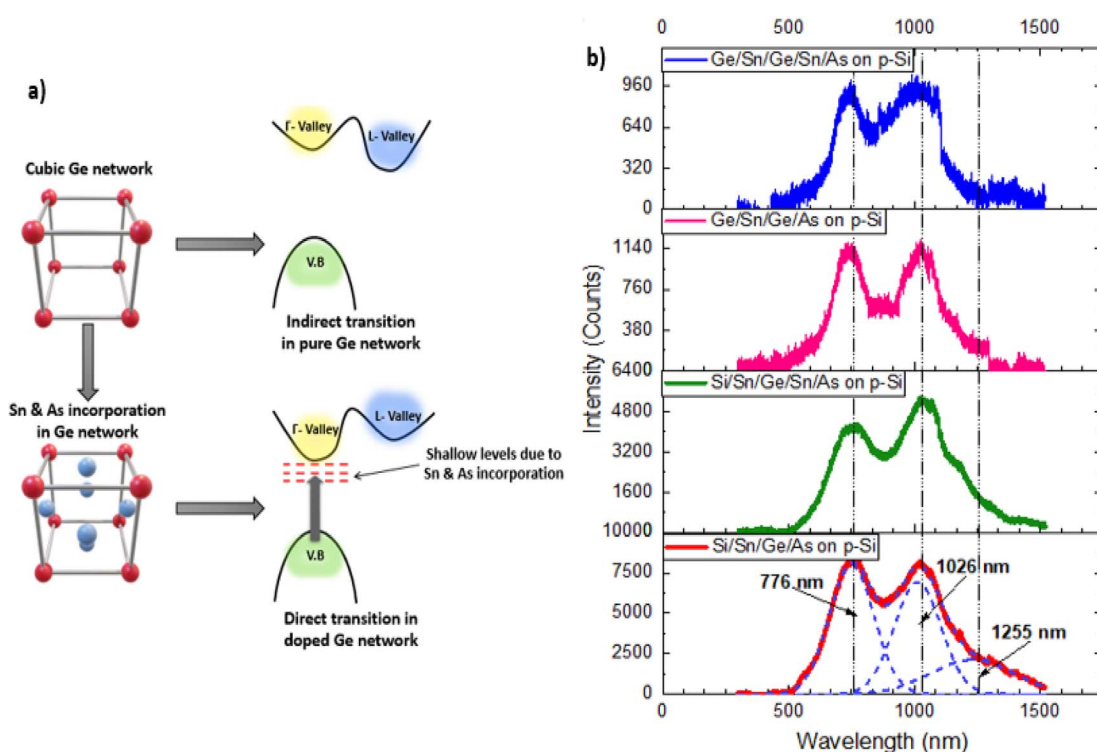 a)
Cubic Ge network
Γ- Valley
L- Valley
V.B
Indirect transition
in pure Ge network
Sn & As incorporation
in Ge network
Γ- Valley
L- Valley
Shallow levels due to
Sn & As incorporation
V.B
Direct transition in
doped Ge network
b)
0 500 1000 1500
Ge/Sn/Ge/Sn/As on p-Si
960
640
320
0
Ge/Sn/Ge/As on p-Si
1140
760
380
6400
Si/Sn/Ge/Sn/As on p-Si
4800
3200
1600
10000
Si/Sn/Ge/As on p-Si
7500
5000
2500
0
776 nm
1026 nm
1255 nm
Intensity (Counts)
0 500 1000 1500
Wavelength (nm)